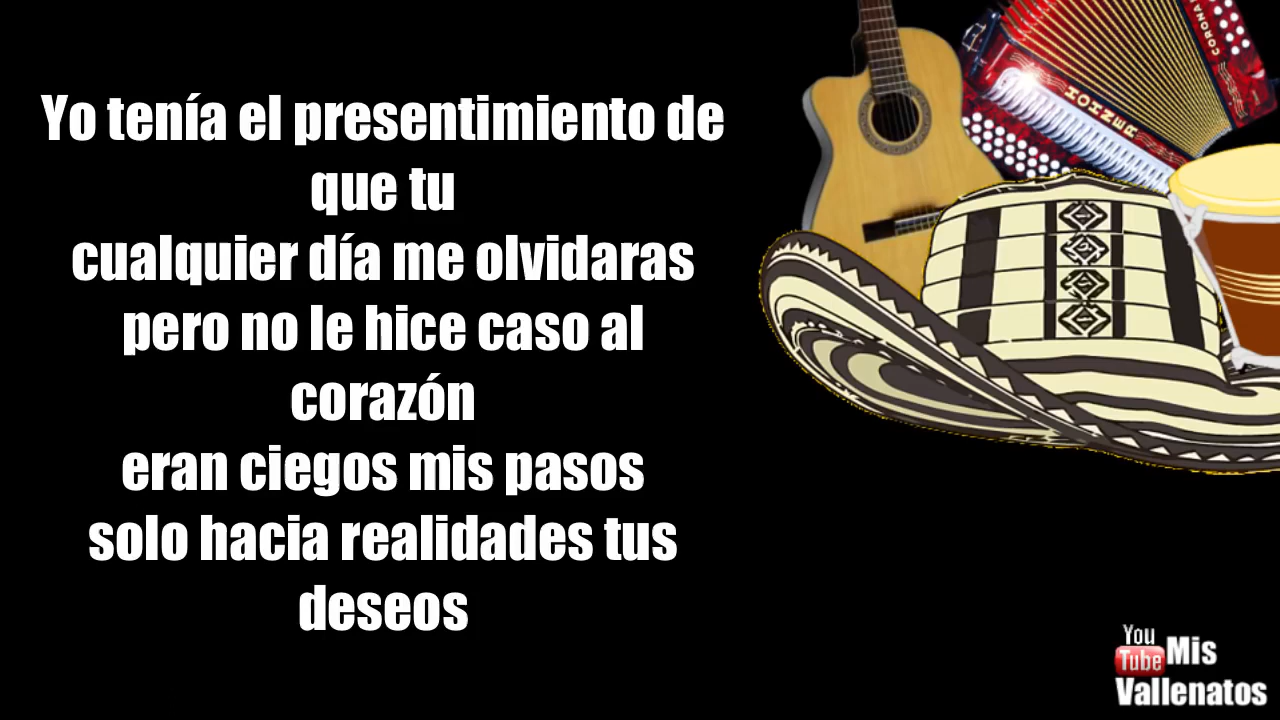 Yo tenía el presentimiento de
que tu
cualquier día me olvidaras
pero no le hice caso al
corazón
eran ciegos mis pasos
solo hacia realidades tus
deseos
HOHNER
CORONA
You
Tube Mis
Vallenatos